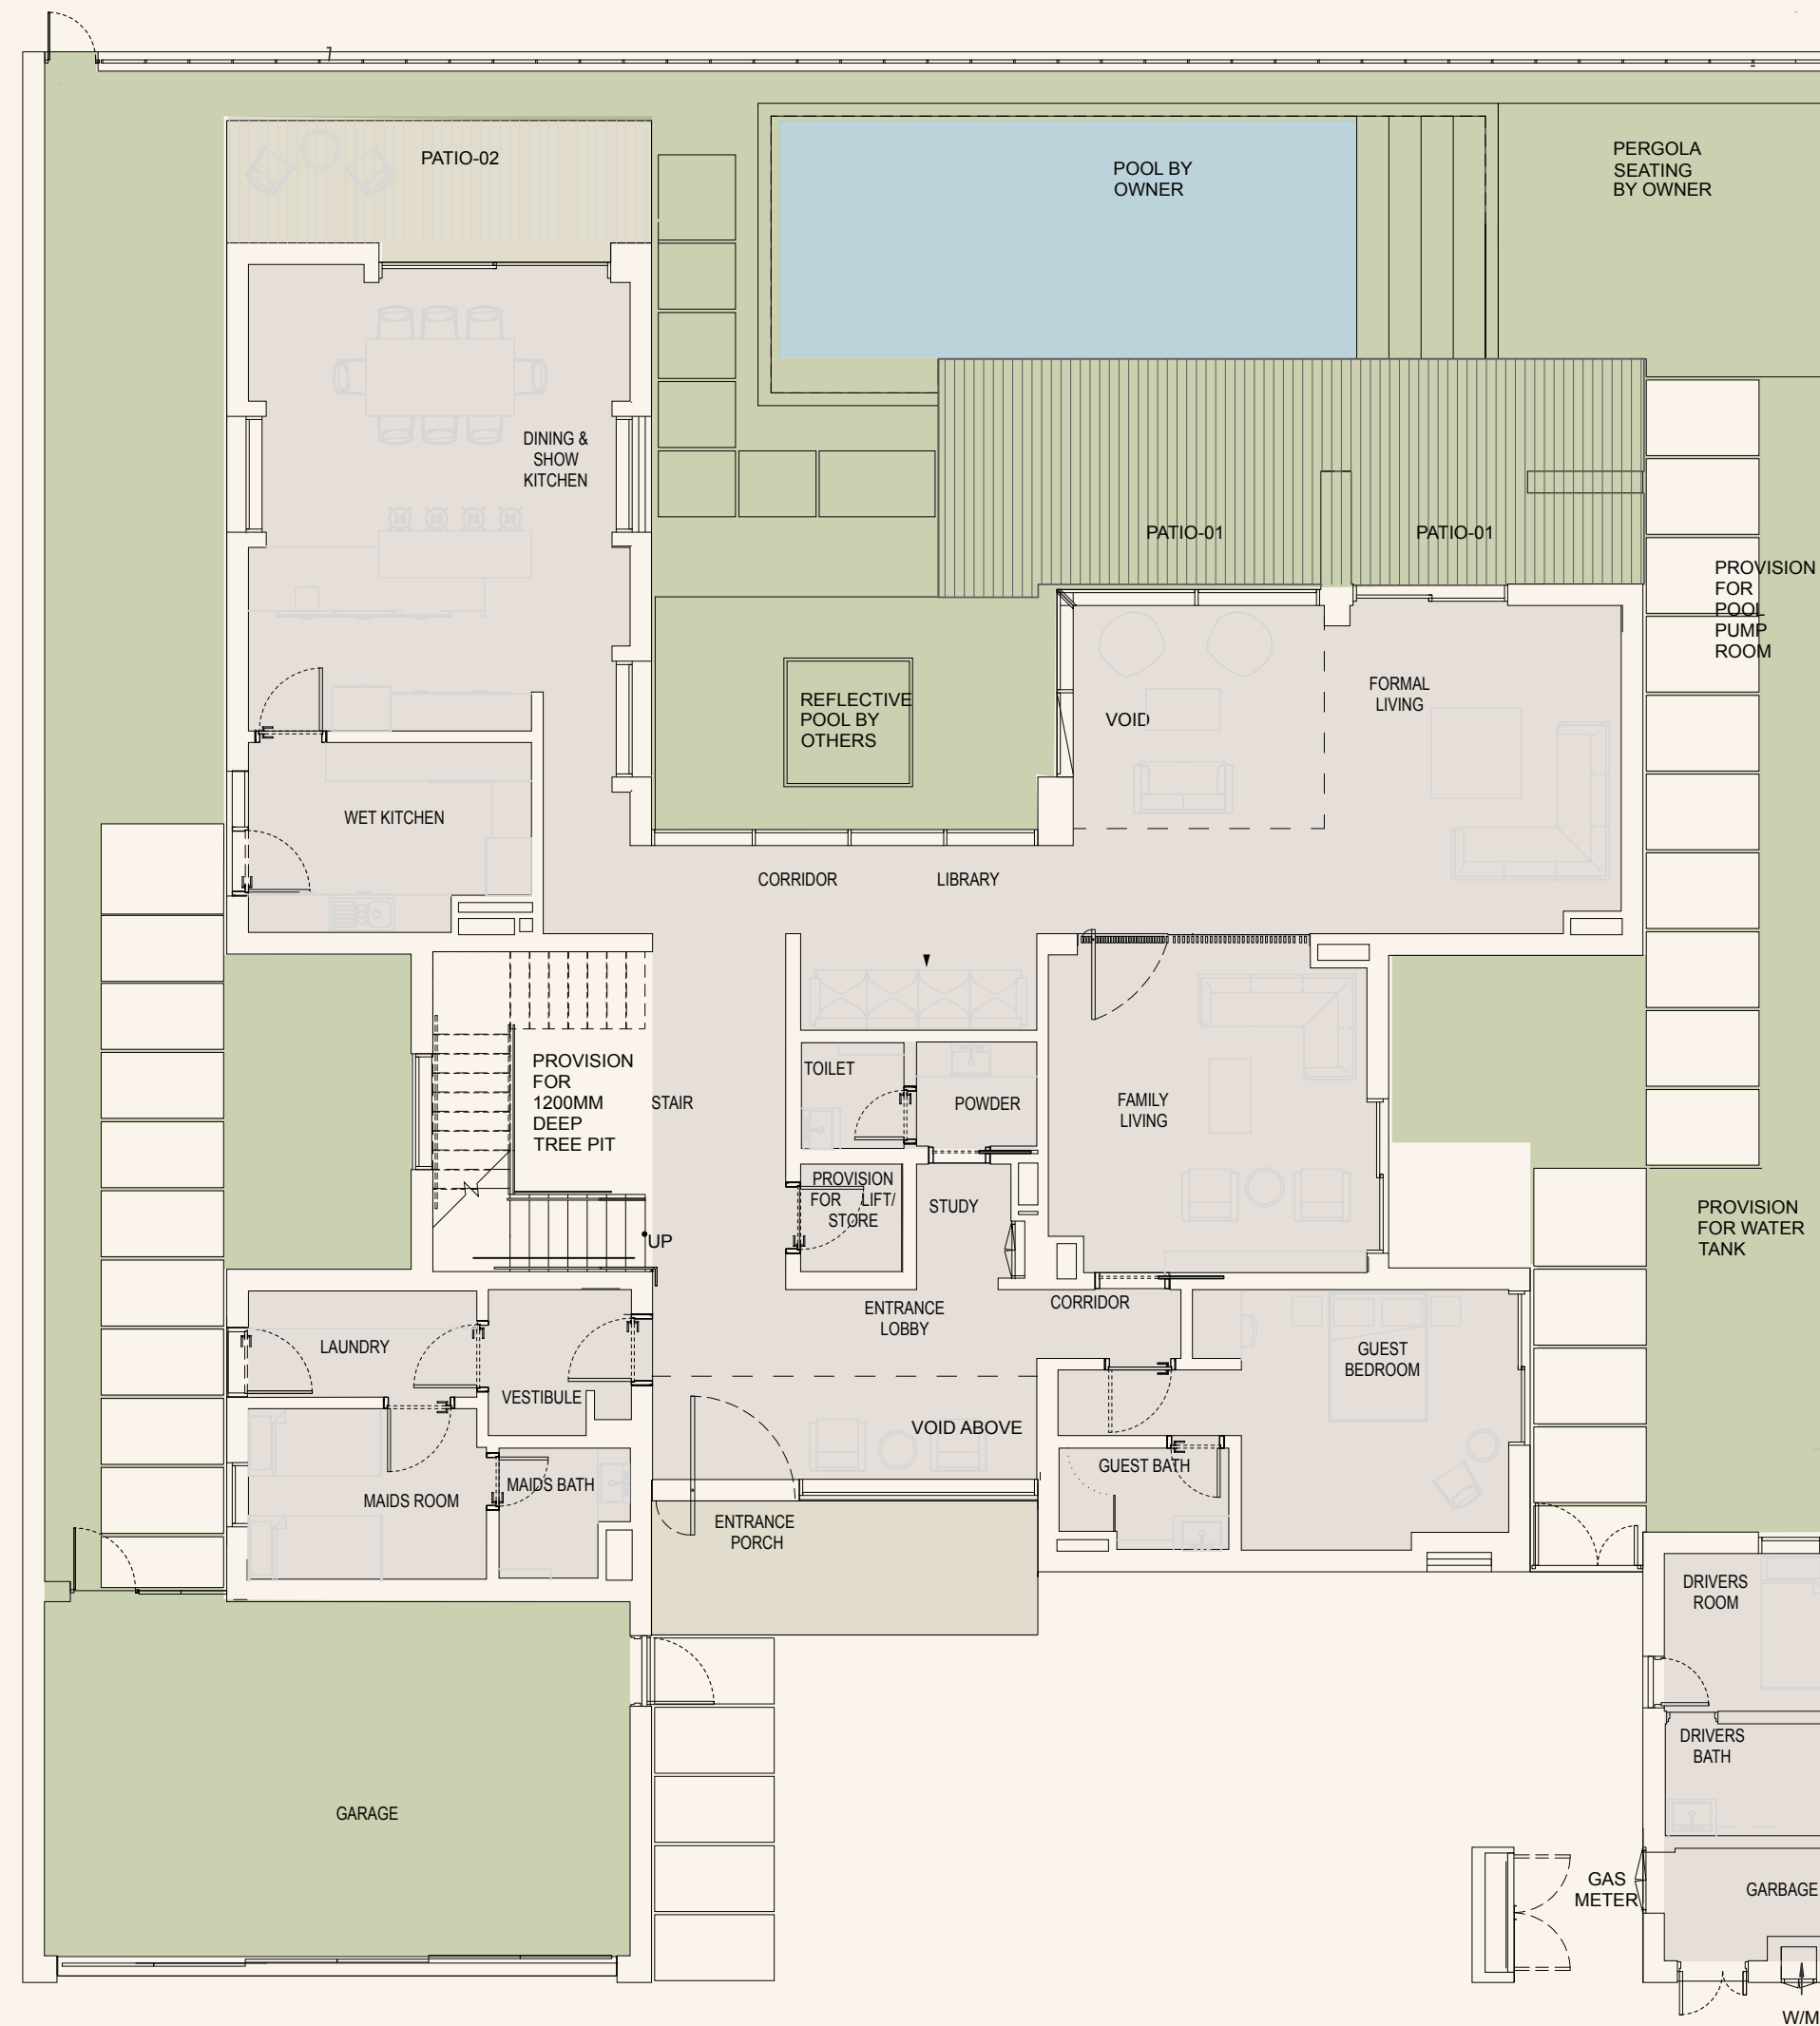 PATIO-02
POOL BY
OWNER
PERGOLA
SEATING
BY OWNER
DINING &
SHOW
KITCHEN
PATIO-01
PATIO-01
PROVISION
FOR
POOL
PUMP
ROOM
REFLECTIVE
POOL BY
OTHERS
VOID
FORMAL
LIVING
WET KITCHEN
CORRIDOR
LIBRARY
PROVISION
FOR
1200MM
DEEP
TREE PIT
STAIR
TOILET
POWDER
FAMILY
LIVING
PROVISION
FOR LIFT/
STORE
STUDY
UP
PROVISION
FOR WATER
TANK
ENTRANCE
LOBBY
CORRIDOR
LAUNDRY
VESTIBULE
GUEST
BEDROOM
VOID ABOVE
GUEST BATH
MAIDS ROOM
MAIDS BATH
ENTRANCE
PORCH
DRIVERS
ROOM
DRIVERS
BATH
GARAGE
GAS
METER
GARBAGE
W/M